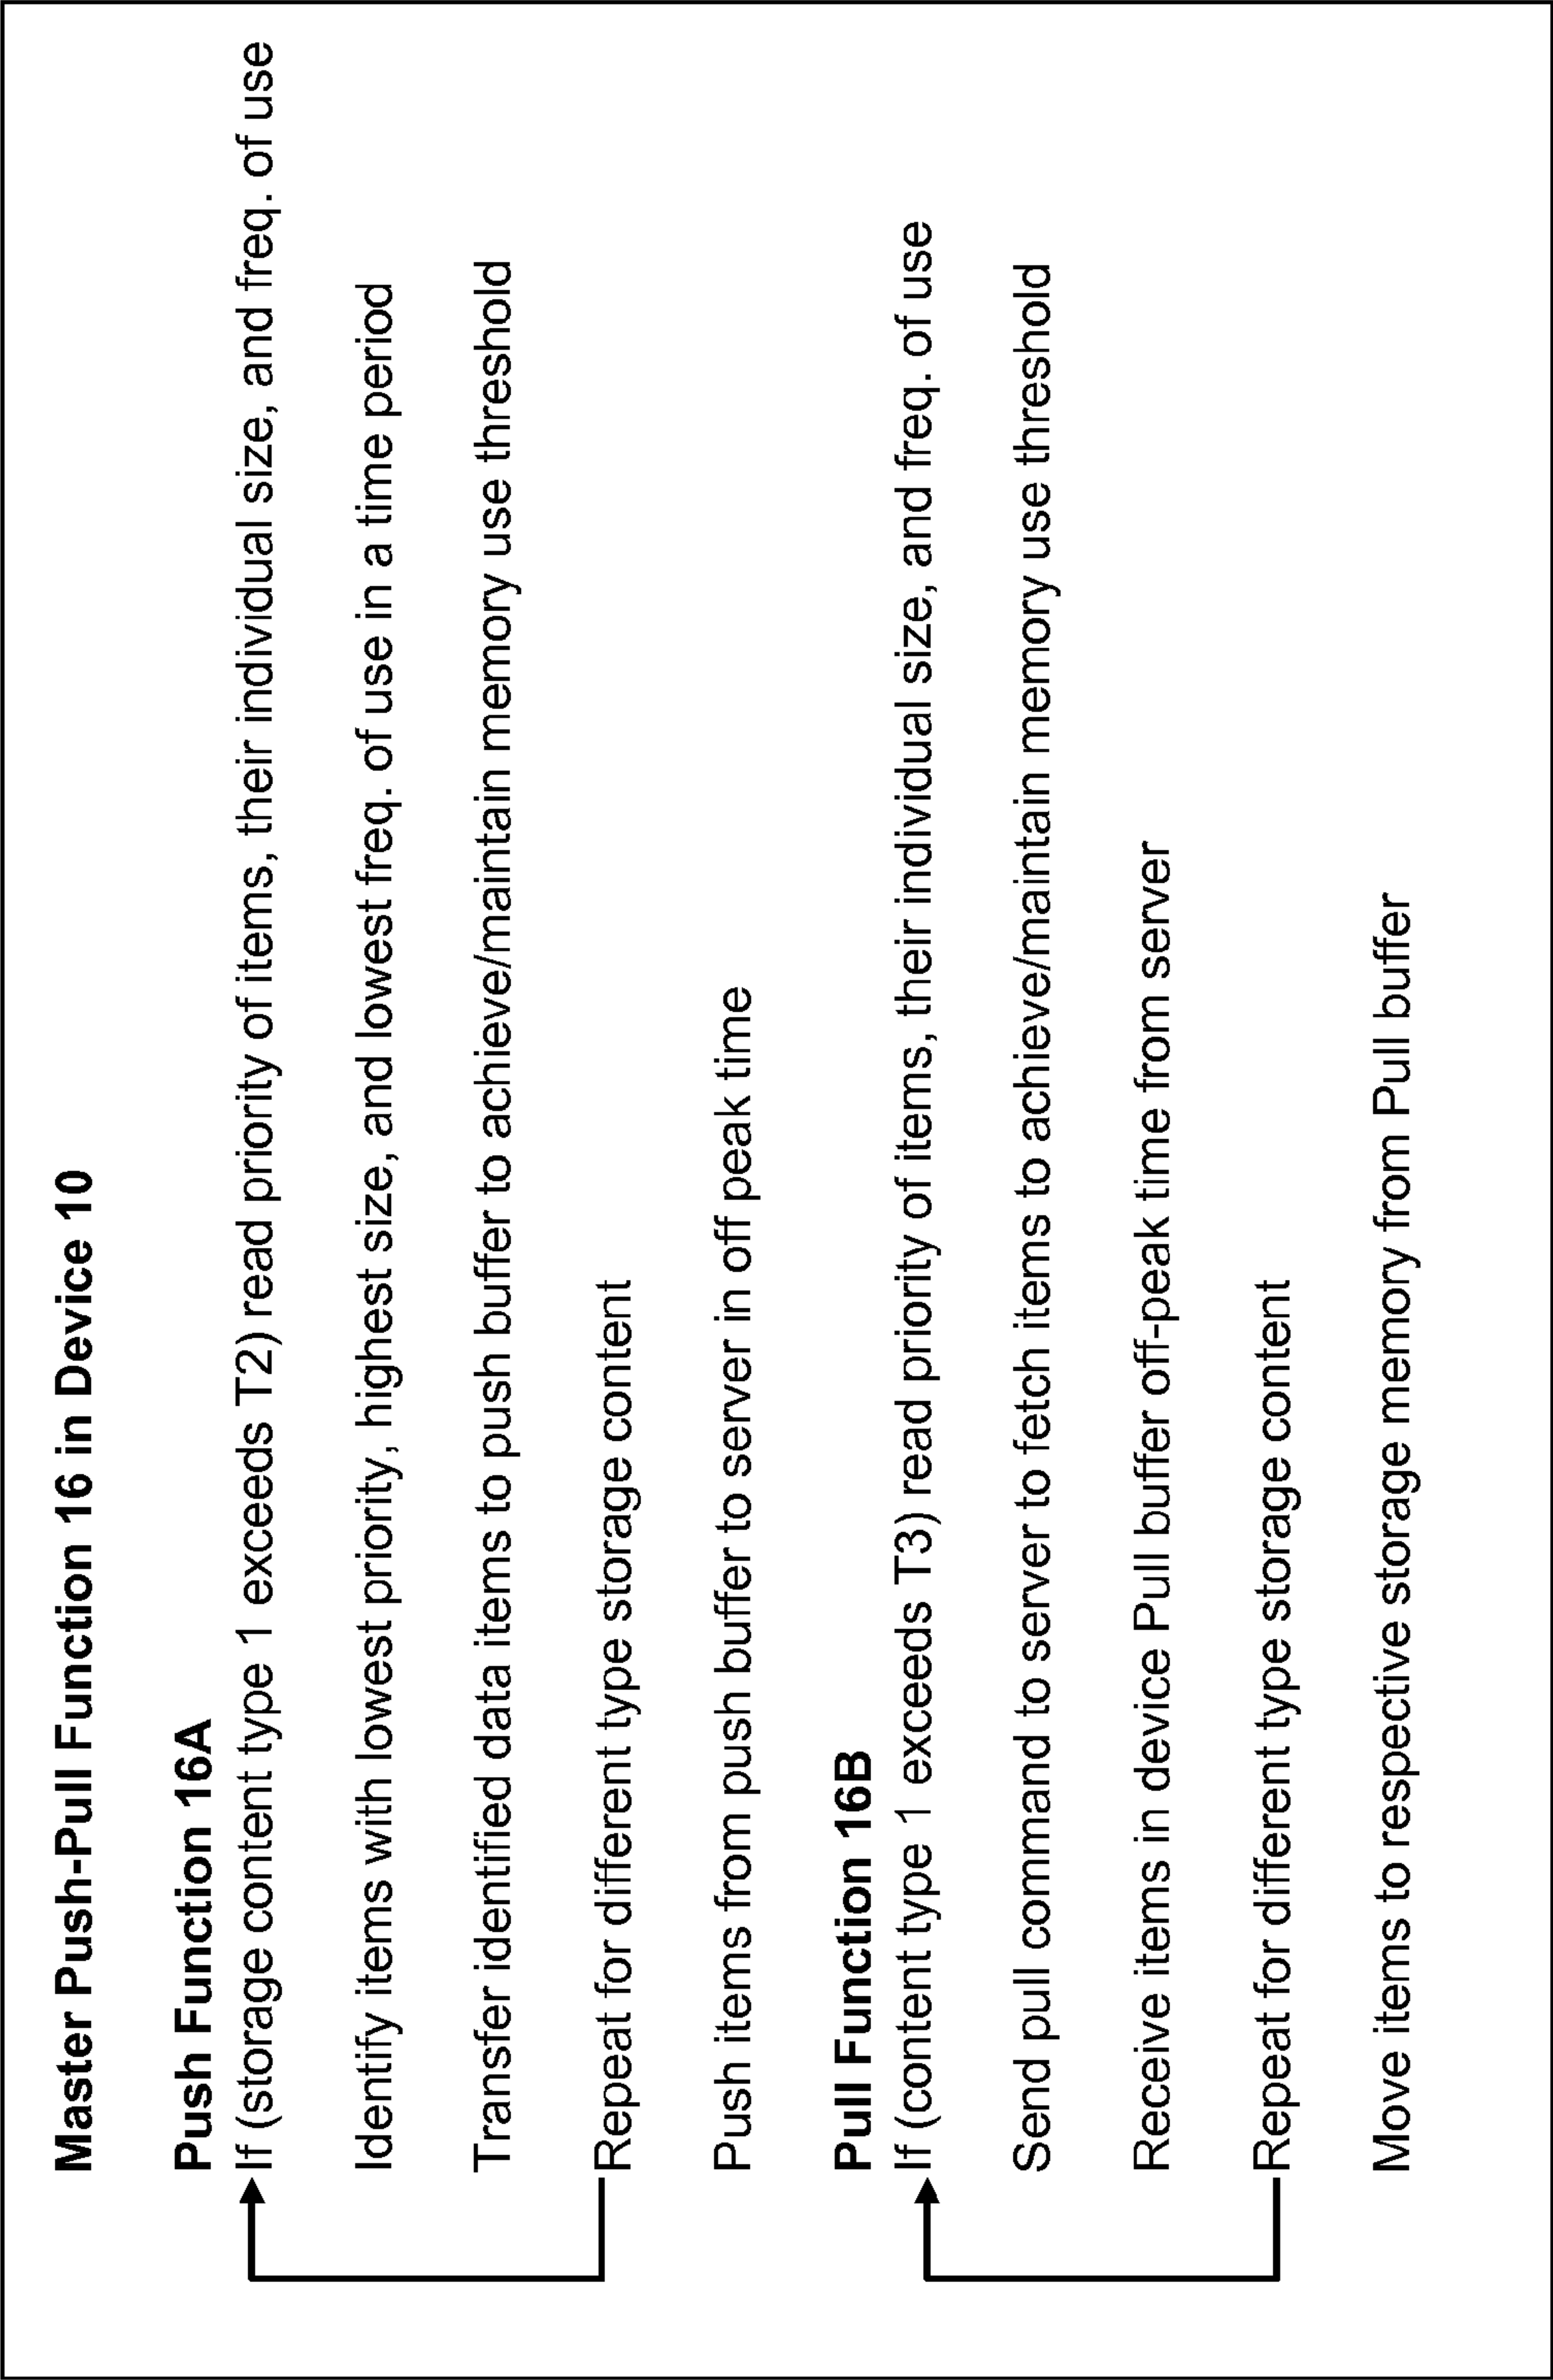 Master Push-Pull Function 16 in Device 10
Push Function 16A
If (storage content type 1 exceeds T2) read priority of items, their individual size, and freq. of use
Identify items with lowest priority, highest size, and lowest freq. of use in a time period
Transfer identified data items to push buffer to achieve/maintain memory use threshold
Repeat for different type storage content
Push items from push buffer to server in off peak time
Pull Function 16B
If (content type 1 exceeds T3) read priority of items, their individual size, and freq. of use
Send pull command to server to fetch items to achieve/maintain memory use threshold
Receive items in device Pull buffer off-peak time from server
Repeat for different type storage content
Move items to respective storage memory from Pull buffer